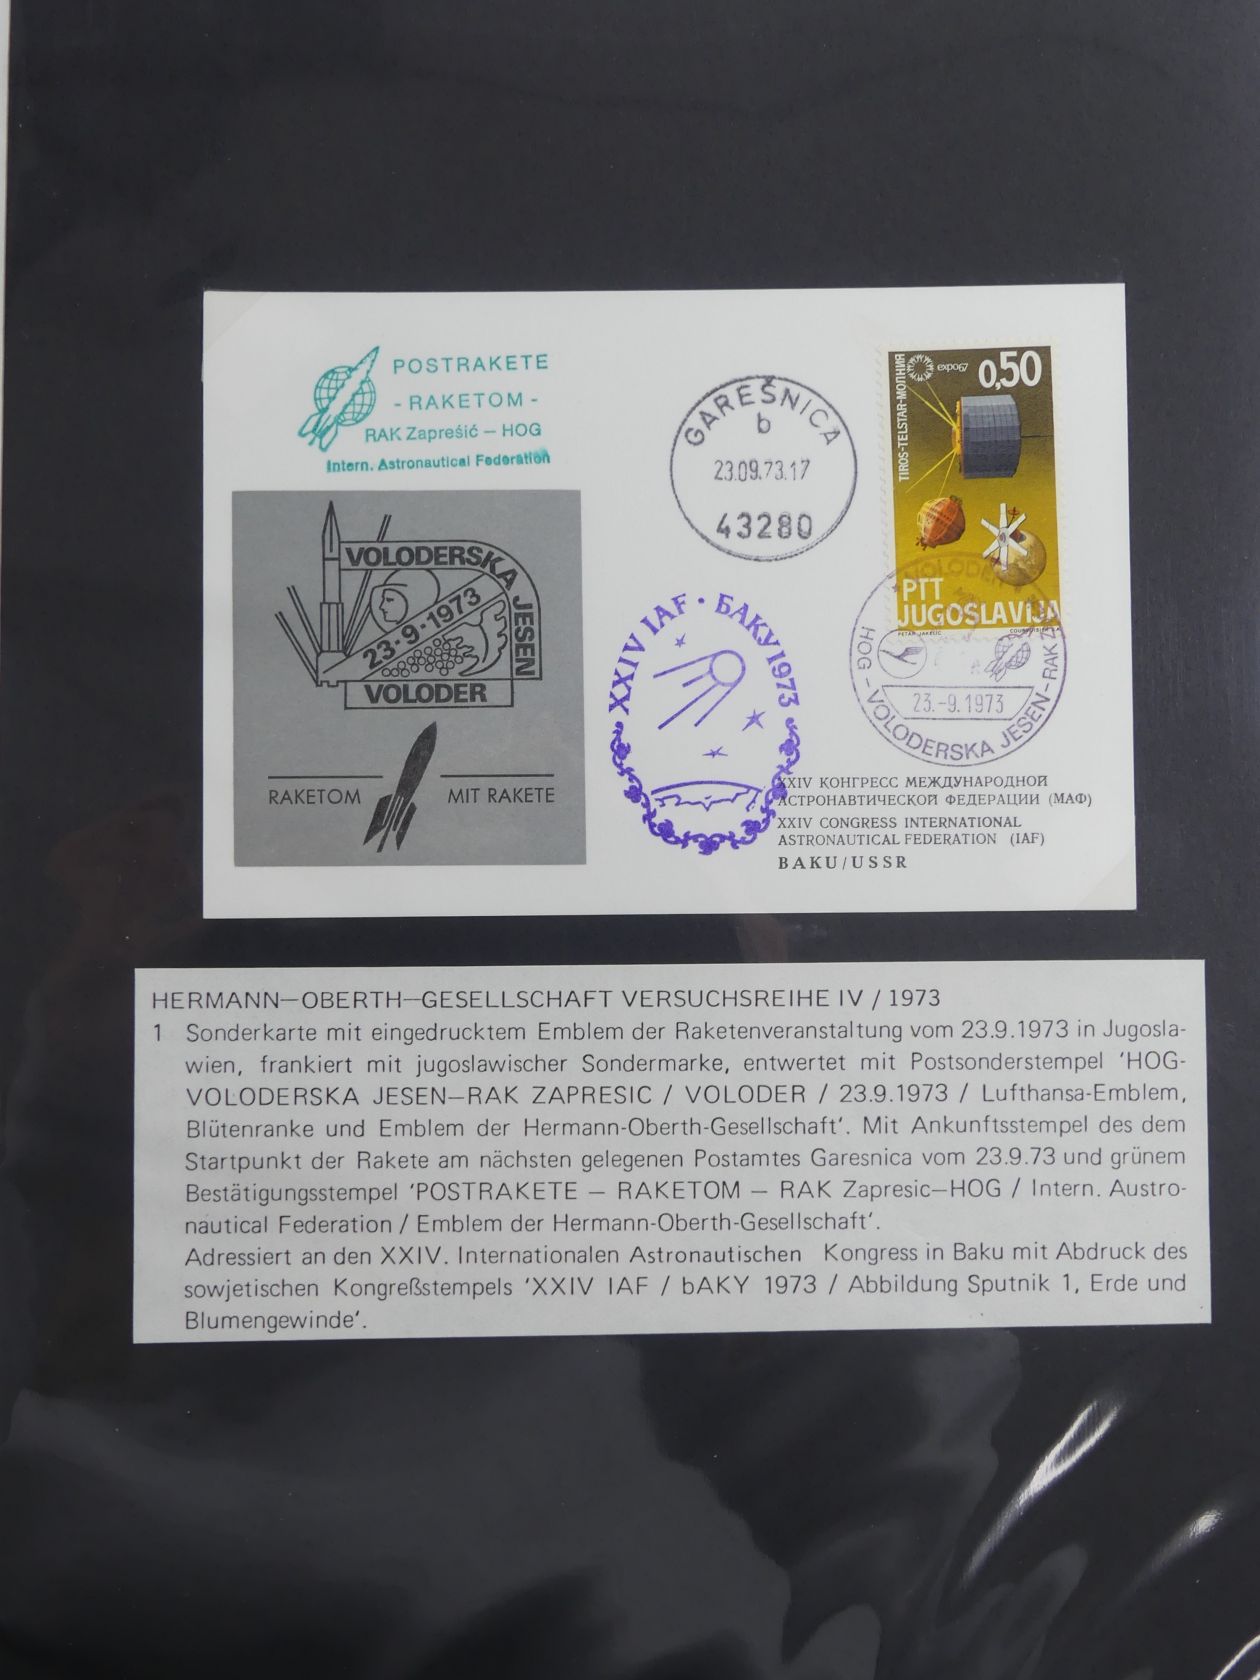 POSTRAKETE
- RAKETOM -
RAK Zaprešić – HOG
Intern. Astronautical Federation
VOLODERSKA JESEN
23-9-1973
VOLODER
RAKETOM
MIT RAKETE
GAREŠNICA
b
23.09.73.17
43280
XXIV IAF · БАКУ 1973
TIROS-TELSTAR-МОЛНИЯ
expo67
0,50
PTT
JUGOSLAVIJA
PETAR JAKELIĆ
COURVOISIER S.A.
HOG - VOLODERSKA JESEN - RAK
23.-9.1973
XXIV КОНГРЕСС МЕЖДУНАРОДНОЙ
АСТРОНАВТИЧЕСКОЙ ФЕДЕРАЦИИ (МАФ)
XXIV CONGRESS INTERNATIONAL
ASTRONAUTICAL FEDERATION (IAF)
BAKU/USSR
HERMANN–OBERTH–GESELLSCHAFT VERSUCHSREIHE IV / 1973
1 Sonderkarte mit eingedrucktem Emblem der Raketenveranstaltung vom 23.9.1973 in Jugosla-
wien, frankiert mit jugoslawischer Sondermarke, entwertet mit Postsonderstempel 'HOG-
VOLODERSKA JESEN–RAK ZAPRESIC / VOLODER / 23.9.1973 / Lufthansa-Emblem,
Blütenranke und Emblem der Hermann-Oberth-Gesellschaft'. Mit Ankunftsstempel des dem
Startpunkt der Rakete am nächsten gelegenen Postamtes Garesnica vom 23.9.73 und grünem
Bestätigungsstempel 'POSTRAKETE – RAKETOM – RAK Zapresic–HOG / Intern. Austro-
nautical Federation / Emblem der Hermann-Oberth-Gesellschaft'.
Adressiert an den XXIV. Internationalen Astronautischen Kongress in Baku mit Abdruck des
sowjetischen Kongreßstempels 'XXIV IAF / bAKY 1973 / Abbildung Sputnik 1, Erde und
Blumengewinde'.